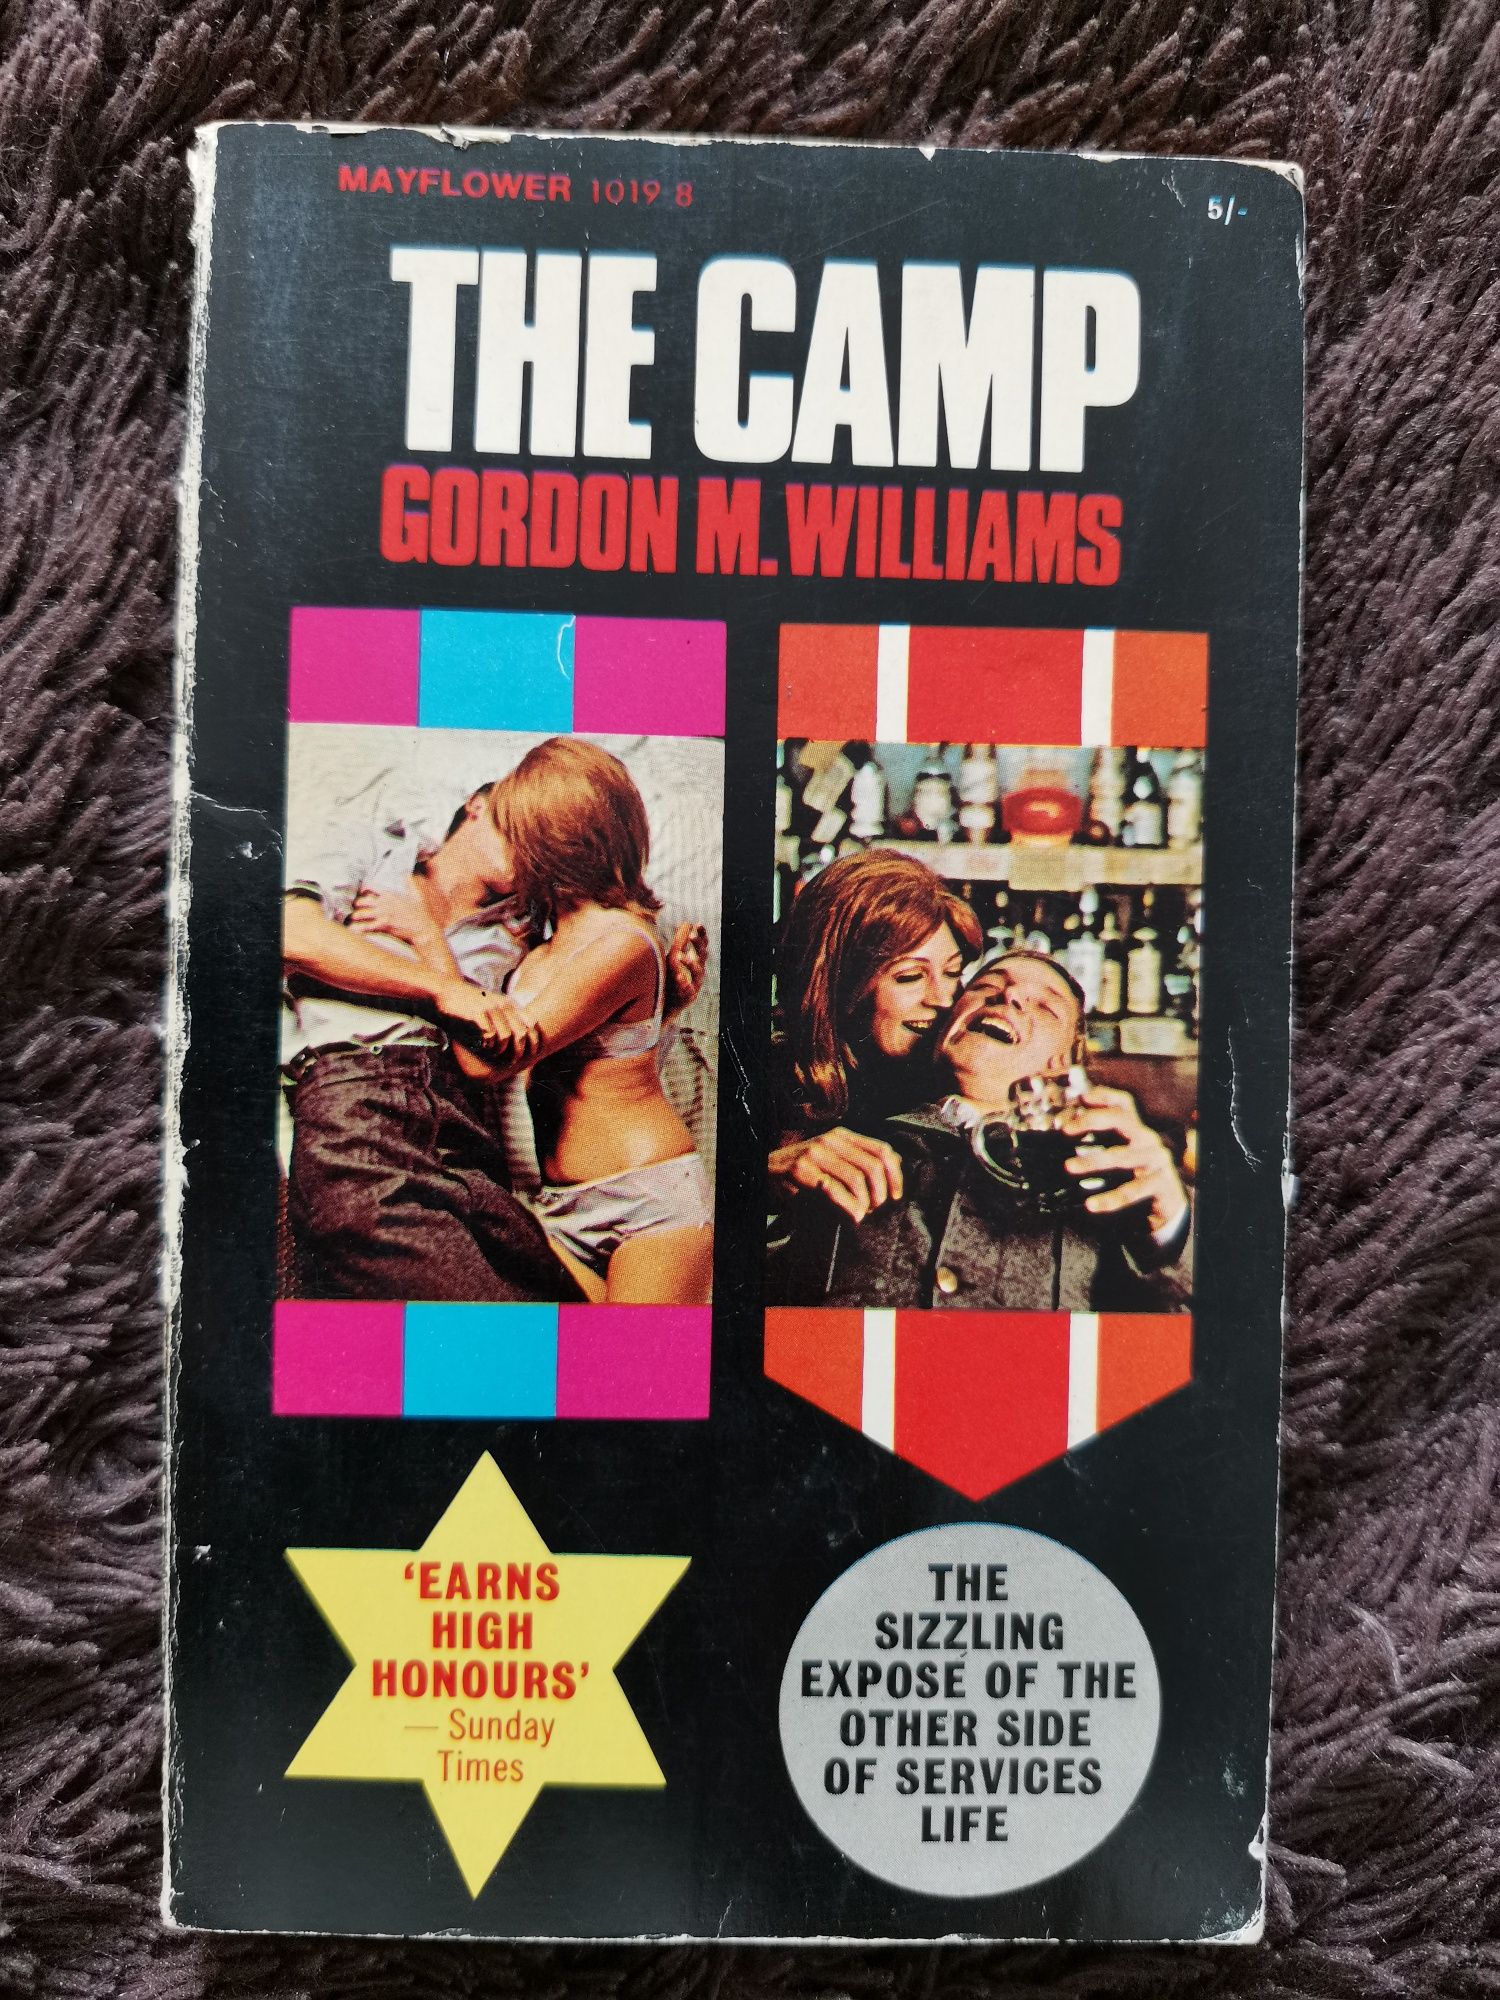 MAYFLOWER 1019 8
5/-
THE CAMP
GORDON M. WILLIAMS
‘EARNS
HIGH
HONOURS’
— Sunday
Times
THE
SIZZLING
EXPOSÉ OF THE
OTHER SIDE
OF SERVICES
LIFE